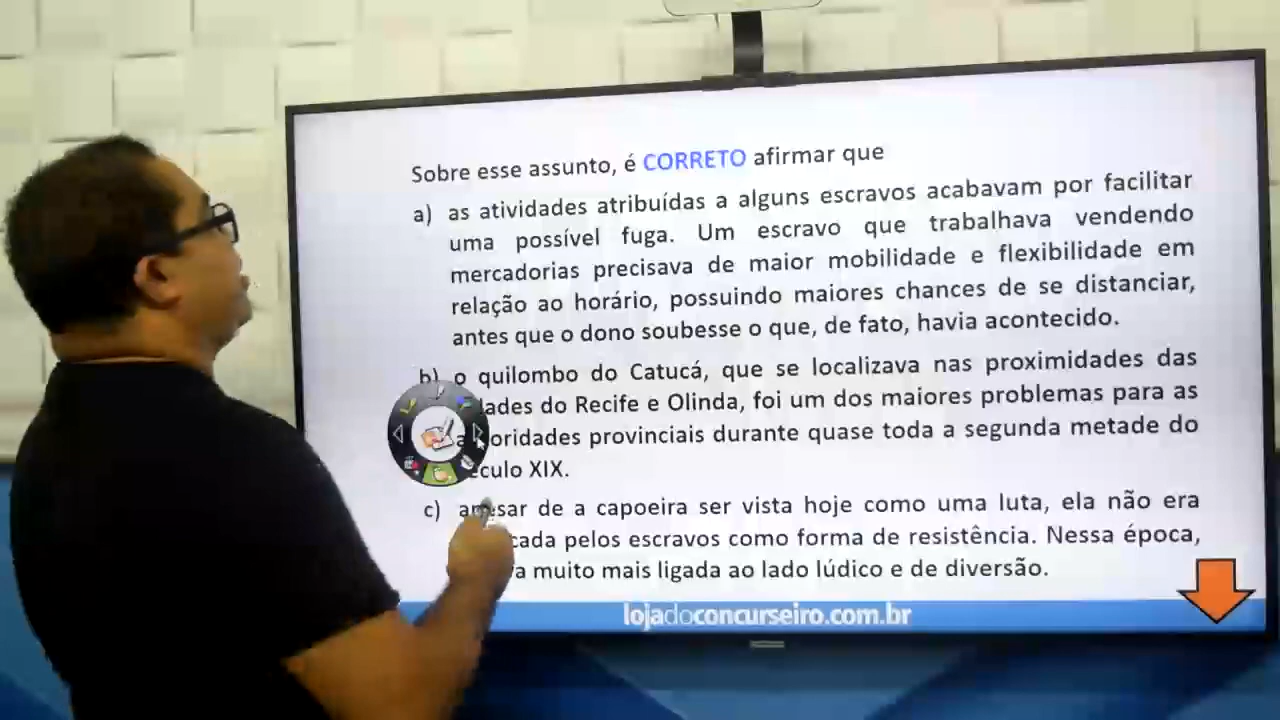 Sobre esse assunto, é CORRETO afirmar que
a) as atividades atribuídas a alguns escravos acabavam por facilitar
uma possível fuga. Um escravo que trabalhava vendendo
mercadorias precisava de maior mobilidade e flexibilidade em
relação ao horário, possuindo maiores chances de se distanciar,
antes que o dono soubesse o que, de fato, havia acontecido.
b) o quilombo do Catucá, que se localizava nas proximidades das
do Recife e Olinda, foi um dos maiores problemas para as
provinciais durante quase toda a segunda metade do
XIX.
c) apesar de a capoeira ser vista hoje como uma luta, ela não era
pelos escravos como forma de resistência. Nessa época,
muito mais ligada ao lado lúdico e de diversão.
lojadoconcurseiro.com.br